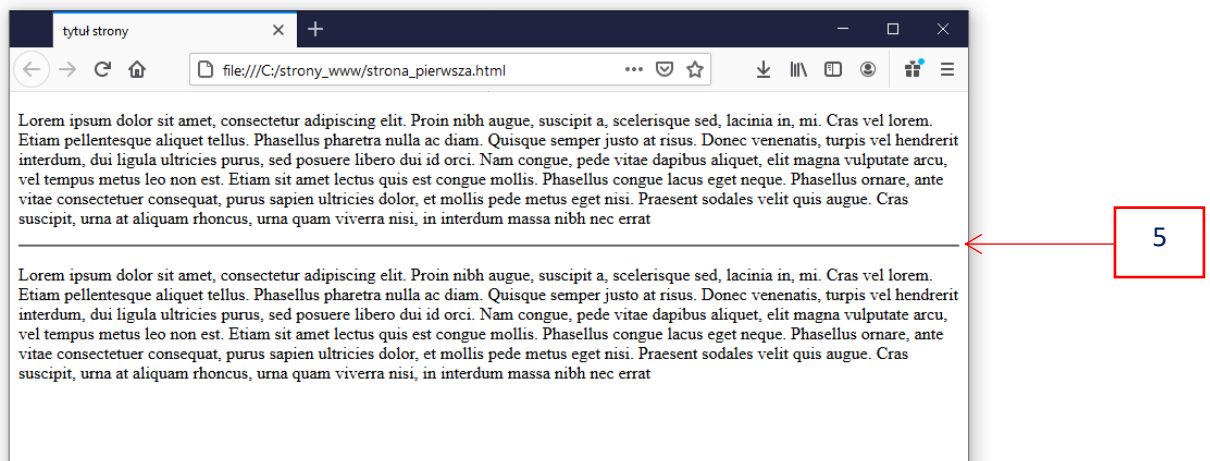 tytuł strony
file:///C:/strony_www/strona_pierwsza.html
Lorem ipsum dolor sit amet, consectetur adipiscing elit. Proin nibh augue, suscipit a, scelerisque sed, lacinia in, mi. Cras vel lorem.
Etiam pellentesque aliquet tellus. Phasellus pharetra nulla ac diam. Quisque semper justo at risus. Donec venenatis, turpis vel hendrerit
interdum, dui ligula ultricies purus, sed posuere libero dui id orci. Nam congue, pede vitae dapibus aliquet, elit magna vulputate arcu,
vel tempus metus leo non est. Etiam sit amet lectus quis est congue mollis. Phasellus congue lacus eget neque. Phasellus ornare, ante
vitae consectetuer consequat, purus sapien ultricies dolor, et mollis pede metus eget nisi. Praesent sodales velit quis augue. Cras
suscipit, urna at aliquam rhoncus, urna quam viverra nisi, in interdum massa nibh nec errat
5
Lorem ipsum dolor sit amet, consectetur adipiscing elit. Proin nibh augue, suscipit a, scelerisque sed, lacinia in, mi. Cras vel lorem.
Etiam pellentesque aliquet tellus. Phasellus pharetra nulla ac diam. Quisque semper justo at risus. Donec venenatis, turpis vel hendrerit
interdum, dui ligula ultricies purus, sed posuere libero dui id orci. Nam congue, pede vitae dapibus aliquet, elit magna vulputate arcu,
vel tempus metus leo non est. Etiam sit amet lectus quis est congue mollis. Phasellus congue lacus eget neque. Phasellus ornare, ante
vitae consectetuer consequat, purus sapien ultricies dolor, et mollis pede metus eget nisi. Praesent sodales velit quis augue. Cras
suscipit, urna at aliquam rhoncus, urna quam viverra nisi, in interdum massa nibh nec errat